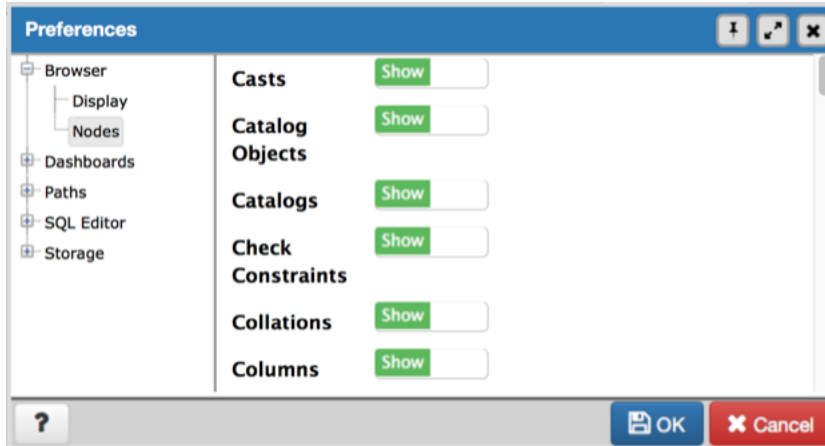 Preferences
Browser
Display
Nodes
Dashboards
Paths
SQL Editor
Storage
Casts Show
Catalog Show
Objects
Catalogs Show
Check Show
Constraints
Collations Show
Columns Show
? OK Cancel